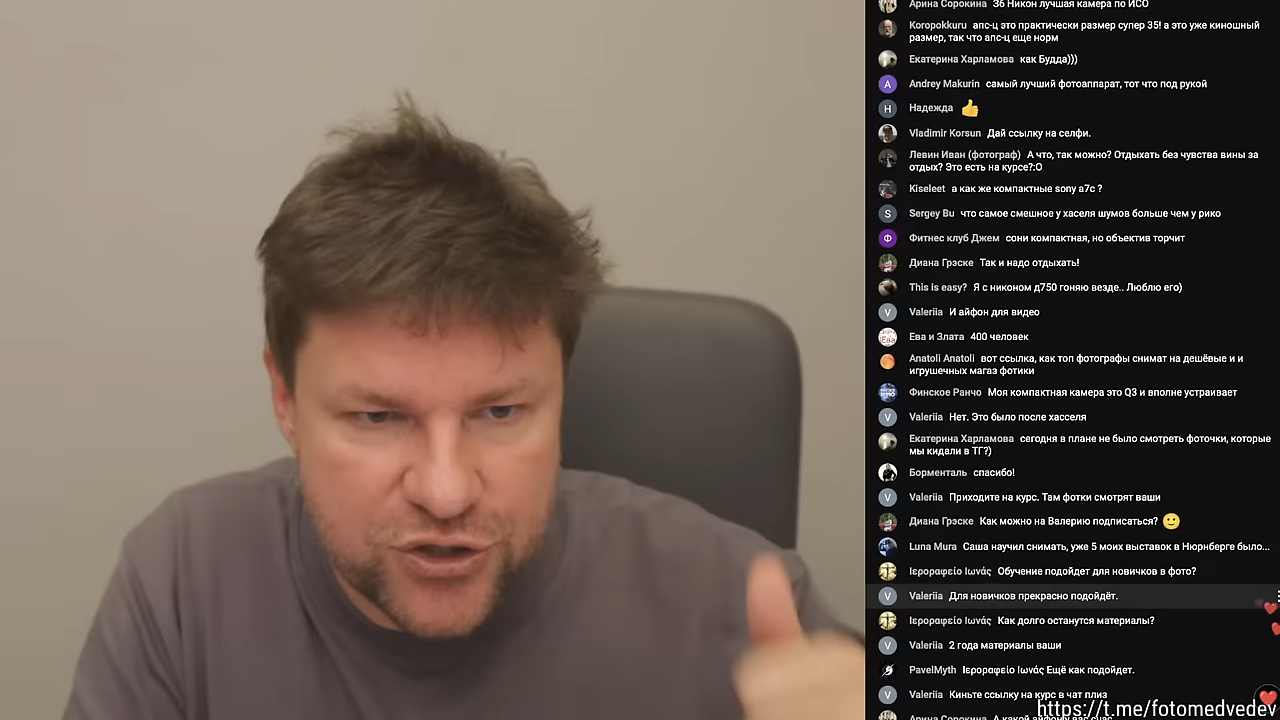 Арина Сорокина З6 Никон лучшая камера по ИСО
Koropokkuru апс-ц это практически размер супер 35! а это уже киношный
размер, так что апс-ц еще норм
Екатерина Харламова как Будда)))
A Andrey Makurin самый лучший фотоаппарат, тот что под рукой
Н Надежда 👍
Vladimir Korsun Дай ссылку на селфи.
Левин Иван (фотограф) А что, так можно? Отдыхать без чувства вины за
отдых? Это есть на курсе?:О
Kiseleet а как же компактные sony a7c ?
S Sergey Bu что самое смешное у хаселя шумов больше чем у рико
Ф Фитнес клуб Джем сони компактная, но объектив торчит
Диана Грэске Так и надо отдыхать!
This is easy? Я с никоном д750 гоняю везде.. Люблю его)
V Valeriia И айфон для видео
Ева и Злата 400 человек
Anatoli Anatoli вот ссылка, как топ фотографы снимат на дешёвые и и
игрушечных магаз фотики
Финское Ранчо Моя компактная камера это Q3 и вполне устраивает
V Valeriia Нет. Это было после хасселя
Екатерина Харламова сегодня в плане не было смотреть фоточки, которые
мы кидали в ТГ?)
Борменталь спасибо!
V Valeriia Приходите на курс. Там фотки смотрят ваши
Диана Грэске Как можно на Валерию подписаться? 🙂
Luna Mura Саша научил снимать, уже 5 моих выставок в Нюрнберге было...
Ιερογραφείο Ιωνάς Обучение подойдет для новичков в фото?
V Valeriia Для новичков прекрасно подойдёт.
Ιερογραφείο Ιωνάς Как долго останутся материалы?
V Valeriia 2 года материалы ваши
PavelMyth Ιερογραφείο Ιωνάς Ещё как подойдет.
V Valeriia Киньте ссылку на курс в чат плиз
https://t.me/fotomedvedev
Арина Сорокина А какой айфон у вас